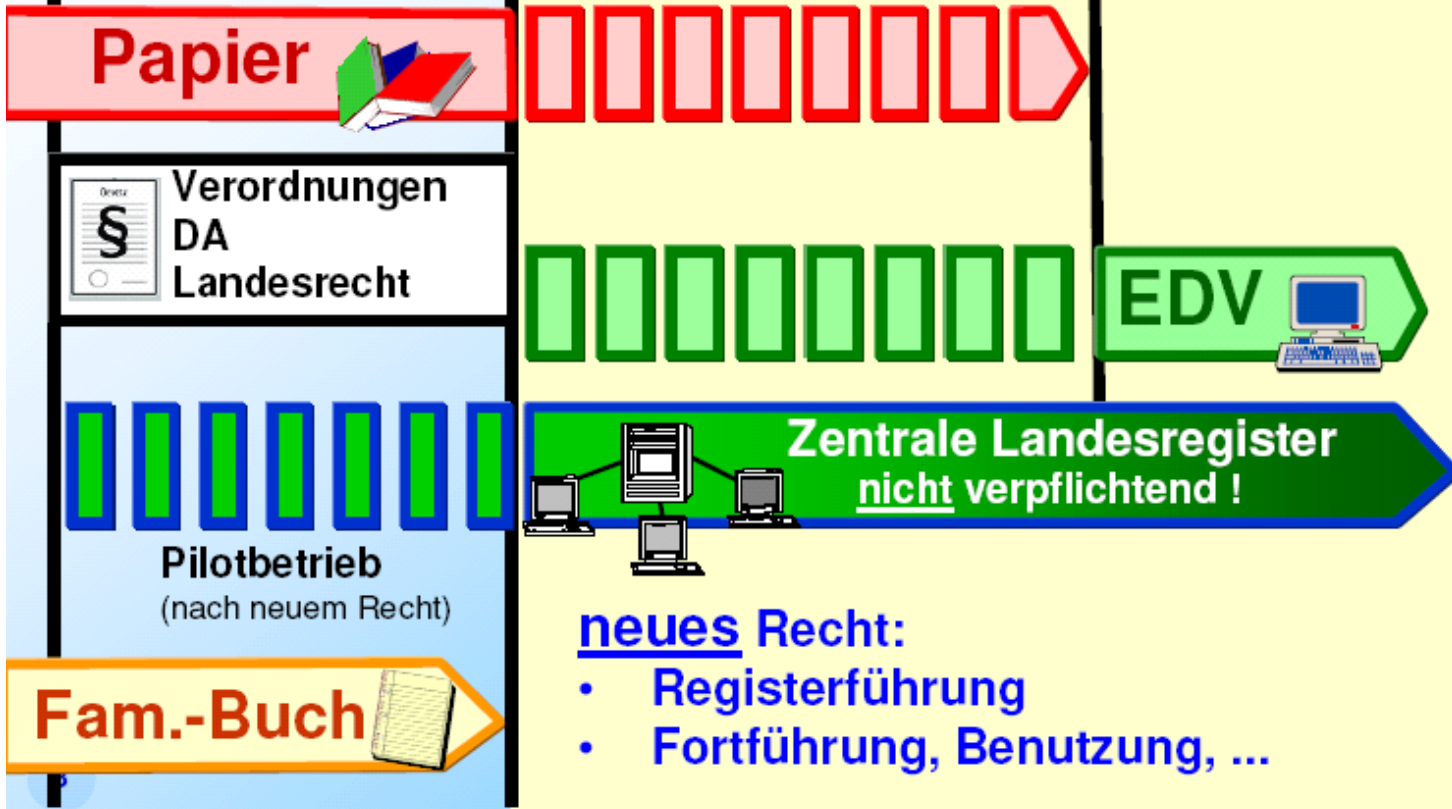 Papier
Gesetz
§
Verordnungen
DA
Landesrecht
EDV
Zentrale Landesregister
nicht verpflichtend !
Pilotbetrieb
(nach neuem Recht)
neues Recht:
• Registerführung
• Fortführung, Benutzung, ...
Fam.-Buch